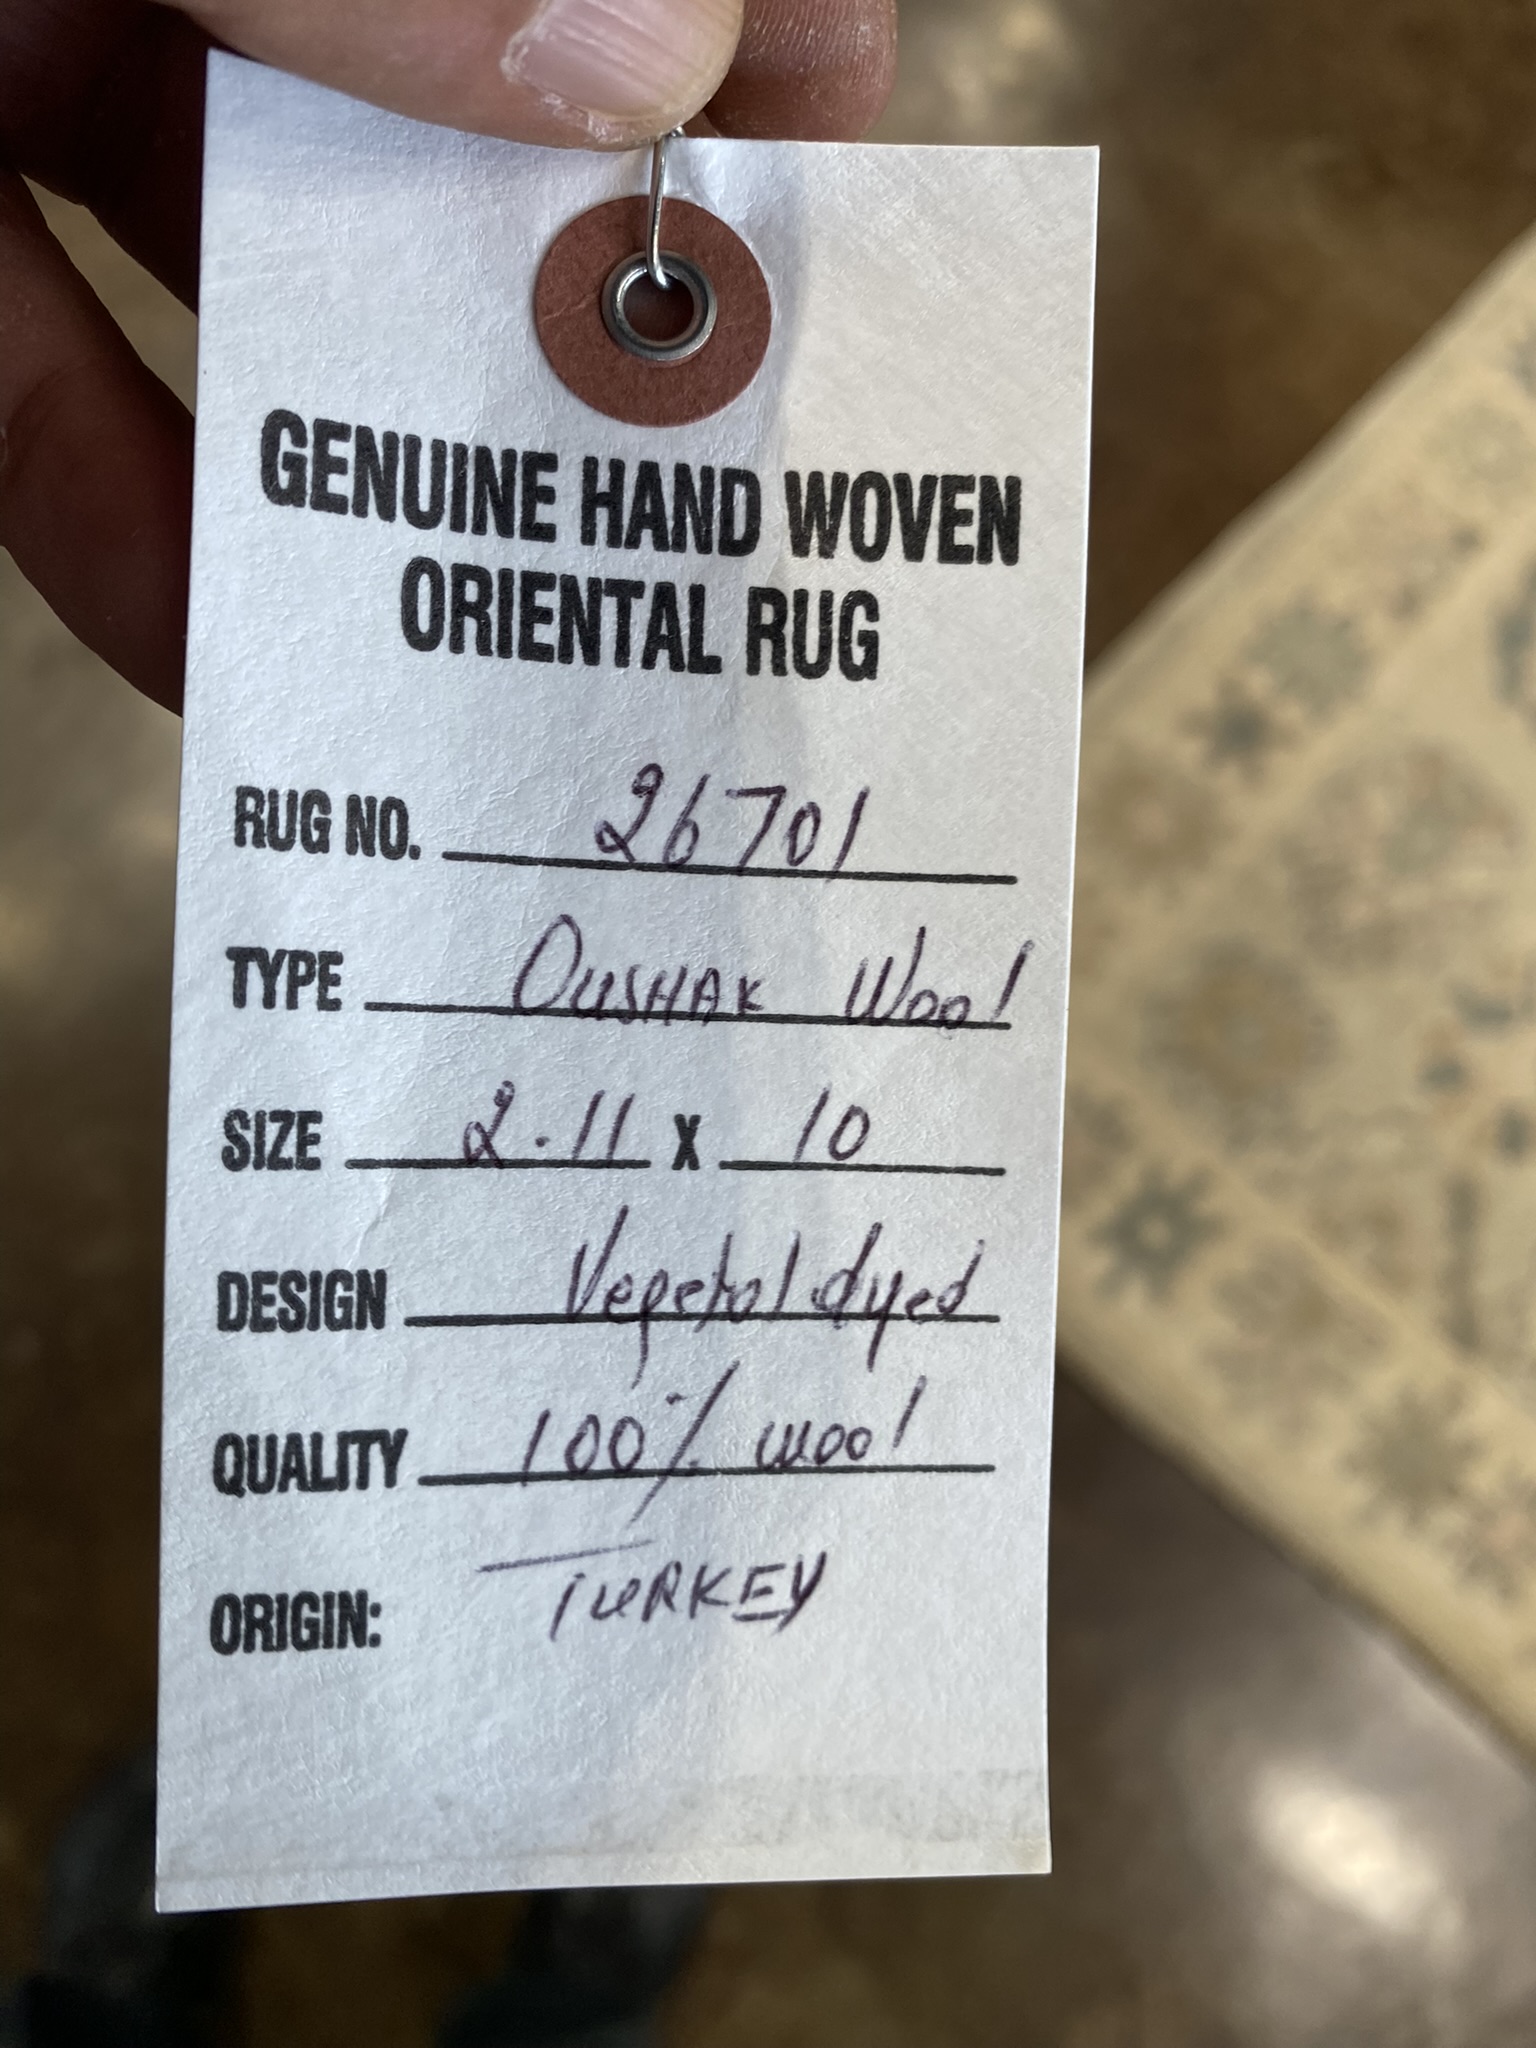 GENUINE HAND WOVEN
ORIENTAL RUG
RUG NO. 26701
TYPE OUSHAK Wool
SIZE 2.11 X 10
DESIGN Vegetal dyed
QUALITY 100% wool
ORIGIN: TURKEY